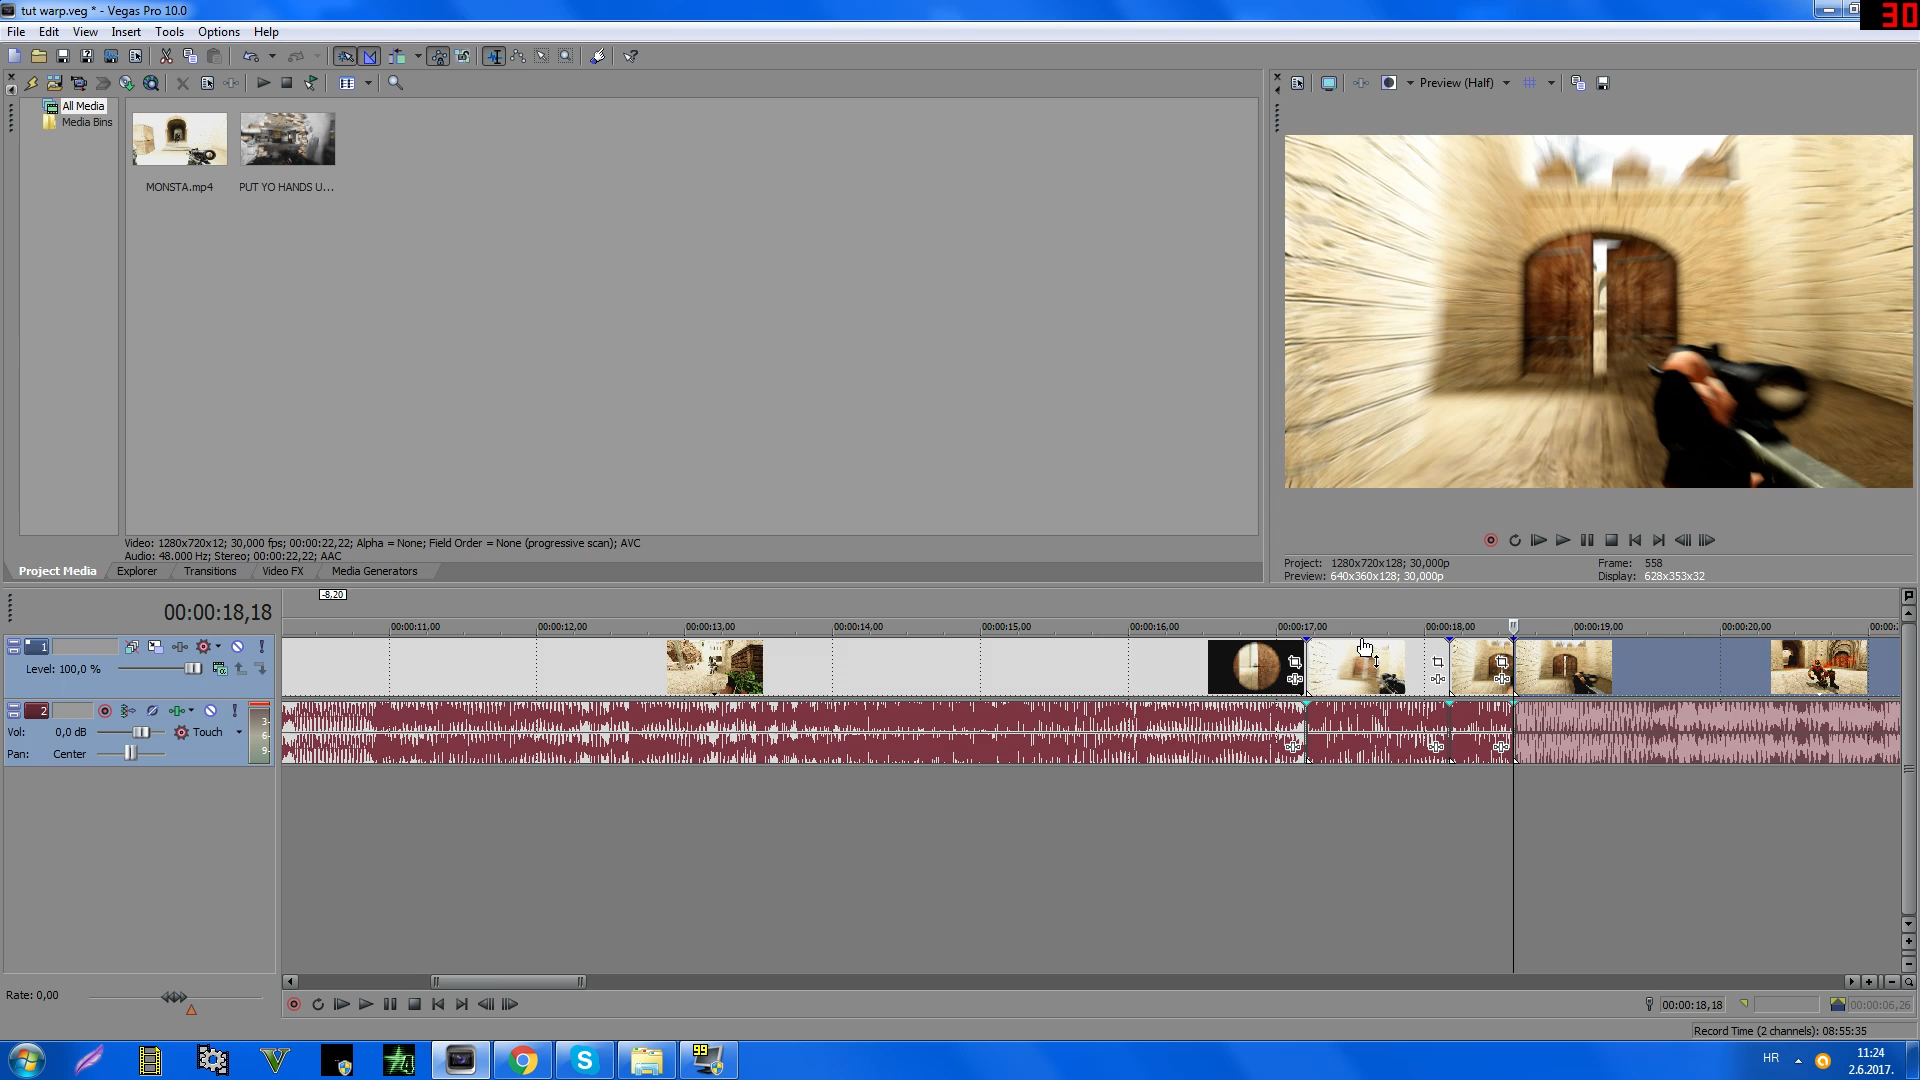 tut warp.veg * - Vegas Pro 10.0
30
File Edit View Insert Tools Options Help
Preview (Half)
All Media
Media Bins
MONSTA.mp4
PUT YO HANDS U...
Video: 1280x720x12; 30,000 fps; 00:00:22,22; Alpha = None; Field Order = None (progressive scan); AVC
Audio: 48.000 Hz; Stereo; 00:00:22,22; AAC
Project Media Explorer Transitions Video FX Media Generators
Project: 1280x720x128; 30,000p
Preview: 640x360x128; 30,000p
Frame: 558
Display: 628x353x32
-8,20
00:00:18,18
00:00:11,00 00:00:12,00 00:00:13,00 00:00:14,00 00:00:15,00 00:00:16,00 00:00:17,00 00:00:18,00 00:00:19,00 00:00:20,00 00:00:
1
Level: 100,0 %
2
Vol: 0,0 dB Touch
Pan: Center
3-
6-
9-
Rate: 0,00
00:00:18,18
00:00:06,26
Record Time (2 channels): 08:55:35
99
HR
11:24
2.6.2017.